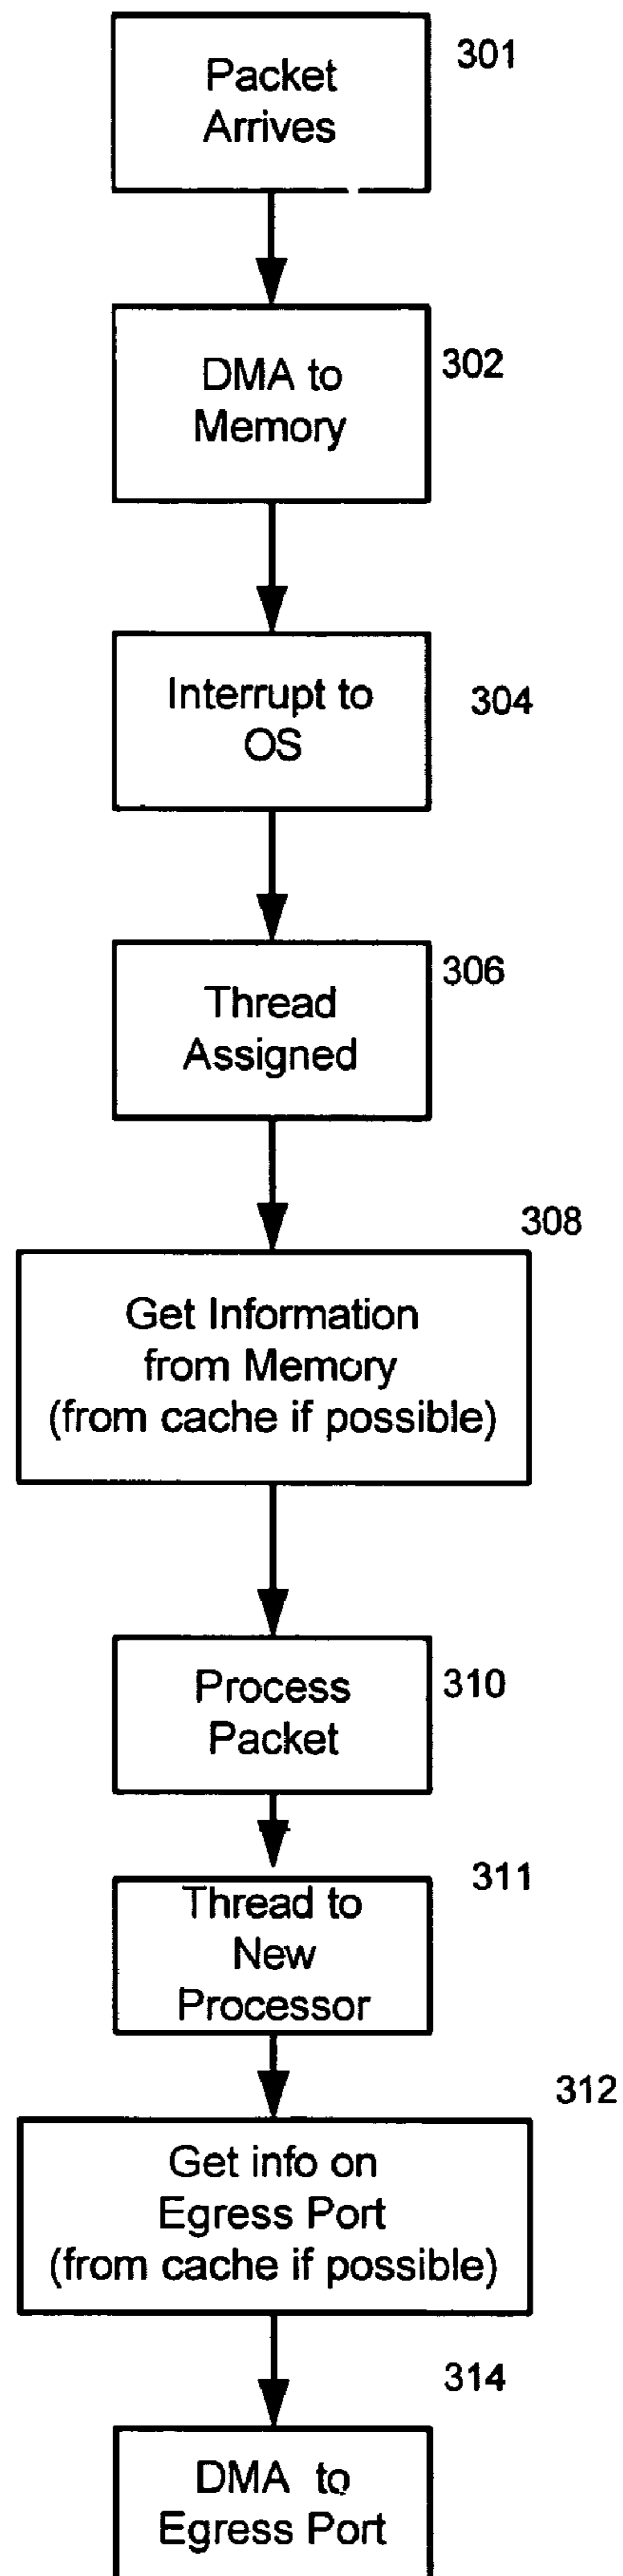 301
Packet
Arrives
302
DMA to
Memory
304
Interrupt to
OS
306
Thread
Assigned
308
Get Information
from Memory
(from cache if possible)
310
Process
Packet
311
Thread to
New
Processor
312
Get info on
Egress Port
(from cache if possible)
314
DMA to
Egress Port